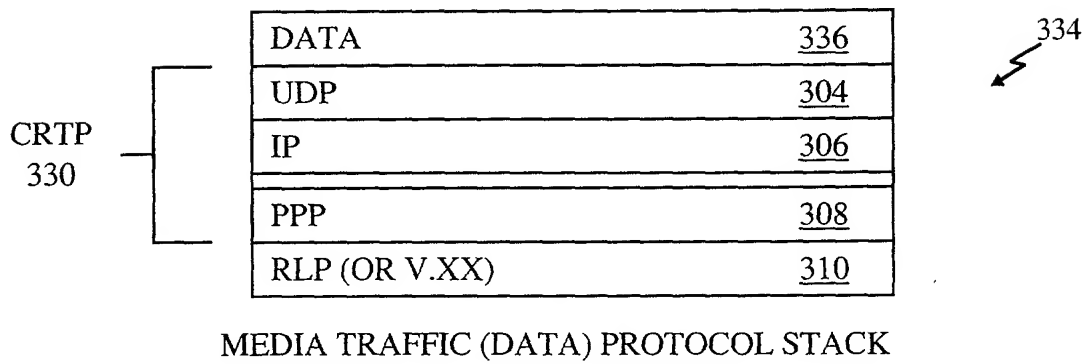 334
DATA 336
UDP 304
CRTP
330
IP 306
PPP 308
RLP (OR V.XX) 310
MEDIA TRAFFIC (DATA) PROTOCOL STACK